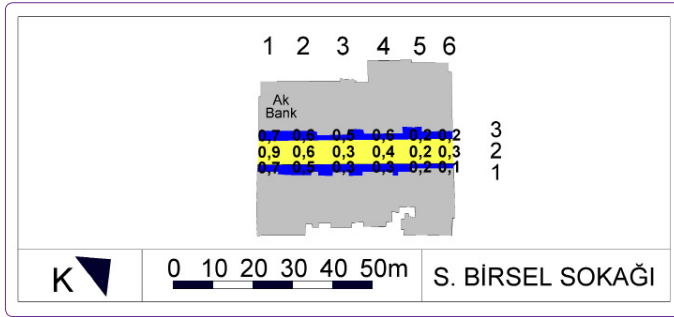 1 2 3 4 5 6
Ak
Bank
0,7 0,8 0,5 0,6 0,2 0,2 3
0,9 0,6 0,3 0,4 0,2 0,3 2
0,7 0,5 0,3 0,3 0,2 0,1 1
K 0 10 20 30 40 50m S. BİRSEL SOKAĞI